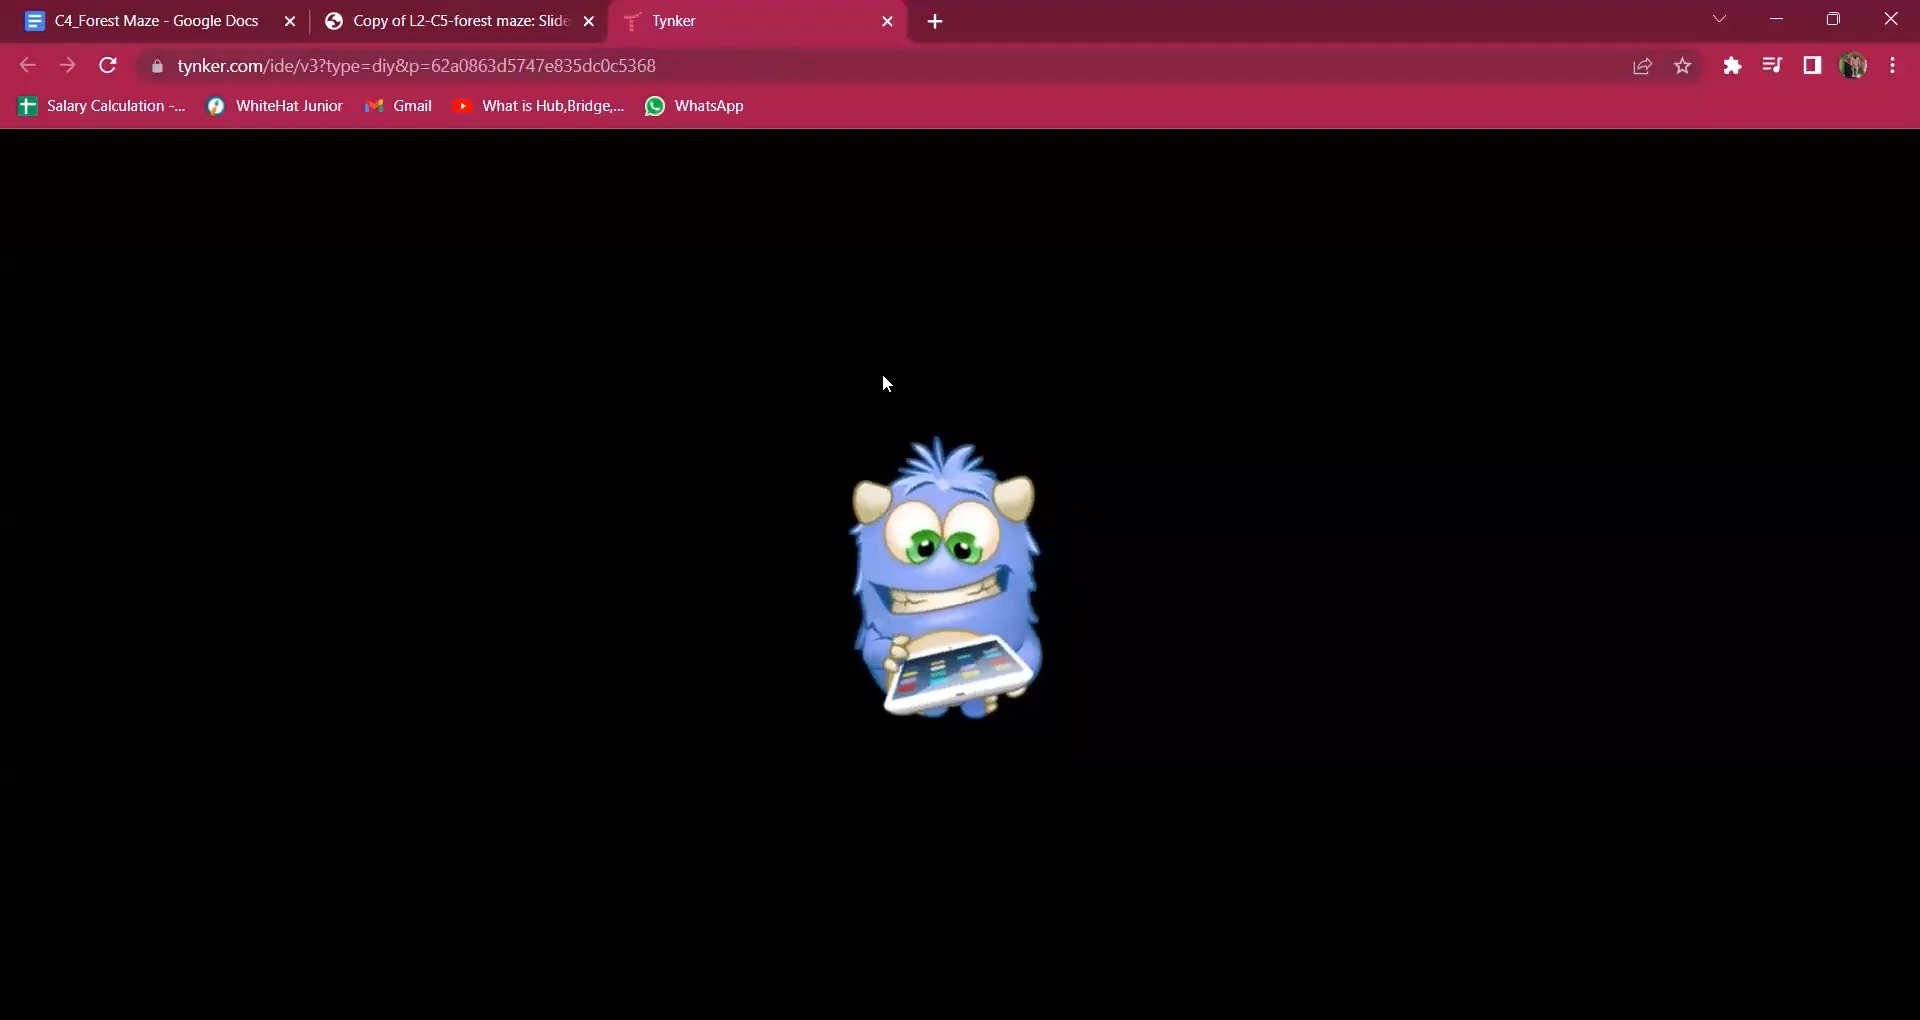 C4_Forest Maze - Google Docs
Copy of L2-C5-forest maze: Slide
Tynker
tynker.com/ide/v3?type=diy&p=62a0863d5747e835dc0c5368
Salary Calculation -...
WhiteHat Junior
Gmail
What is Hub,Bridge,...
WhatsApp